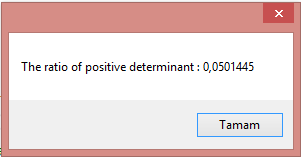 The ratio of positive determinant : 0,0501445
Tamam